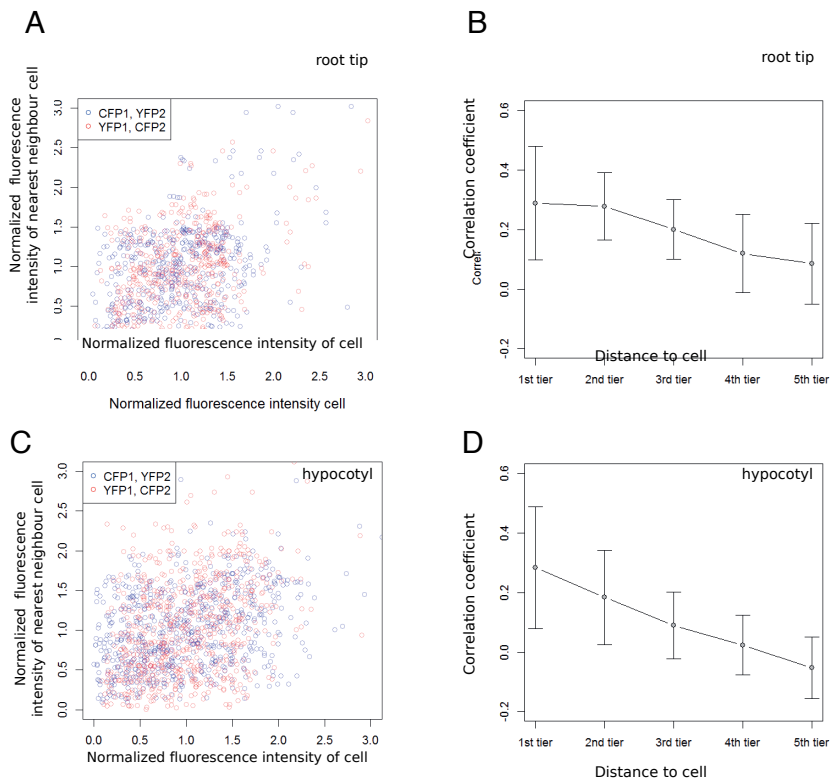 A
root tip
Normalized fluorescence
intensity of nearest neighbour cell
CFP1, YFP2
YFP1, CFP2
3.0
2.5
2.0
1.5
1.0
0.5
Normalized fluorescence intensity of cell
0.0 0.5 1.0 1.5 2.0 2.5 3.0
Normalized fluorescence intensity cell
B
root tip
Correlation coefficient
Correl
0.6
0.4
0.2
0.0
-0.2
Distance to cell
1st tier 2nd tier 3rd tier 4th tier 5th tier
C
hypocotyl
Normalized fluorescence
intensity of nearest neighbour cell
CFP1, YFP2
YFP1, CFP2
3.0
2.5
2.0
1.5
1.0
0.5
0.0
0.0 0.5 1.0 1.5 2.0 2.5 3.0
Normalized fluorescence intensity of cell
D
hypocotyl
Correlation coefficient
0.6
0.4
0.2
0.0
-0.2
1st tier 2nd tier 3rd tier 4th tier 5th tier
Distance to cell